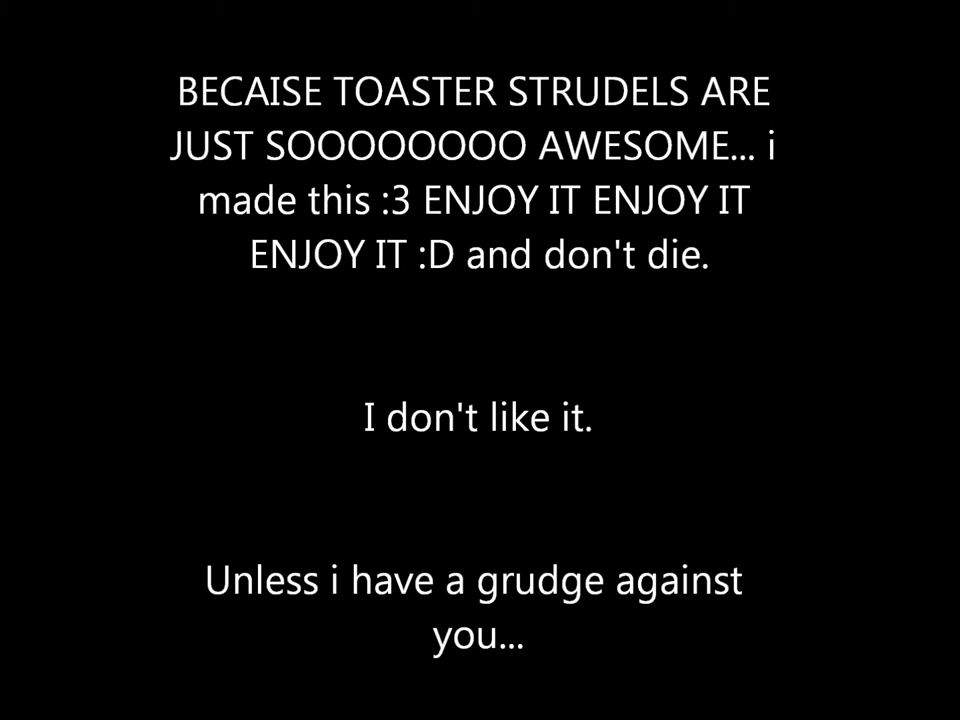 BECAISE TOASTER STRUDELS ARE
JUST SOOOOOOOO AWESOME... i
made this :3 ENJOY IT ENJOY IT
ENJOY IT :D and don't die.
I don't like it.
Unless i have a grudge against
you...